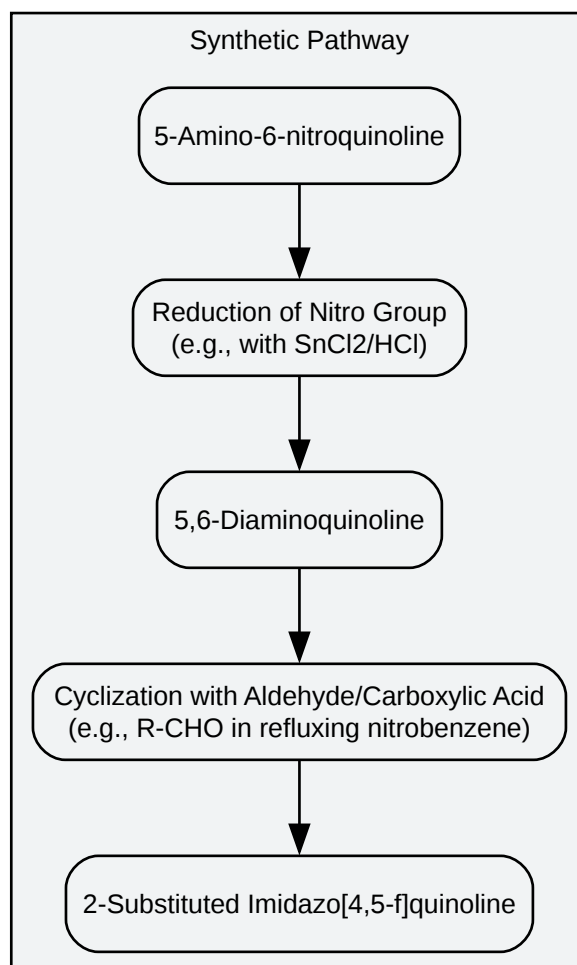 Synthetic Pathway
5-Amino-6-nitroquinoline
Reduction of Nitro Group
(e.g., with SnCl2/HCl)
5,6-Diaminoquinoline
Cyclization with Aldehyde/Carboxylic Acid
(e.g., R-CHO in refluxing nitrobenzene)
2-Substituted Imidazo[4,5-f]quinoline